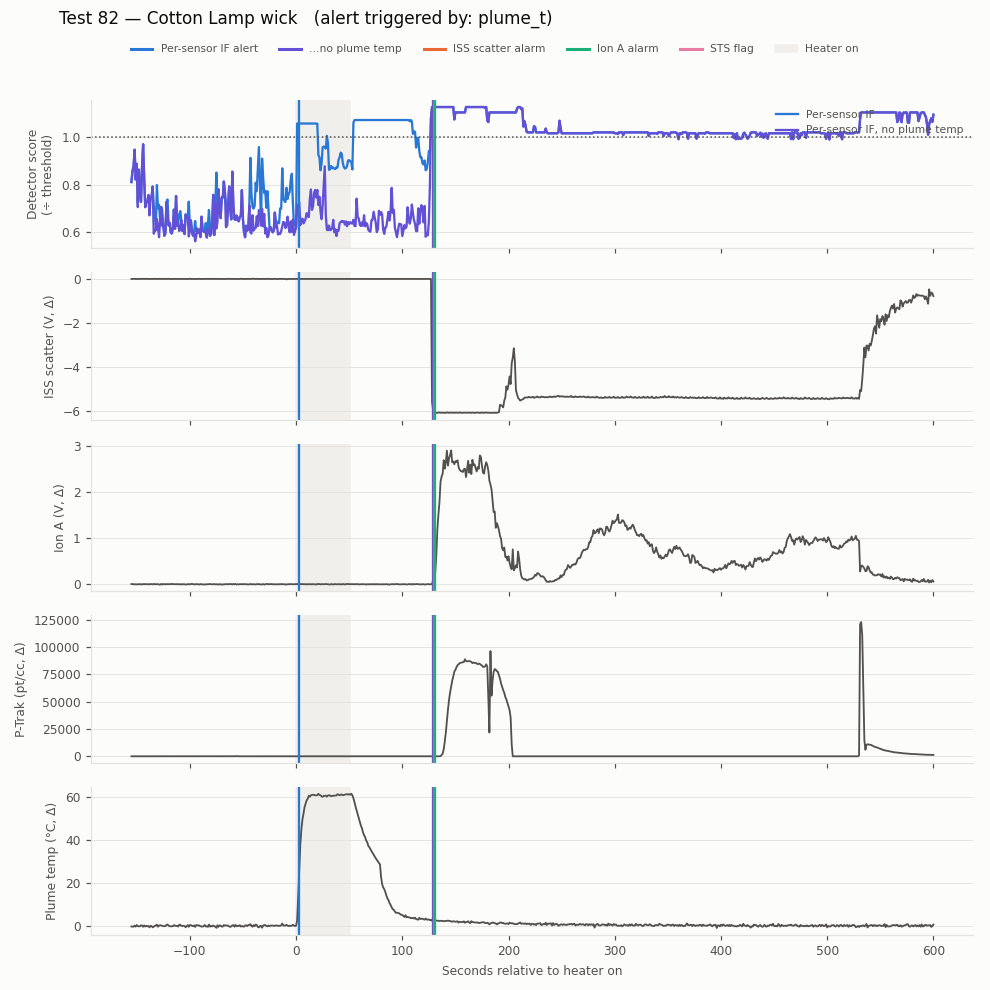 Test 82 — Cotton Lamp wick   (alert triggered by: plume_t)
Per-sensor IF alert   ...no plume temp   ISS scatter alarm   Ion A alarm   STS flag   Heater on
Detector score
(÷ threshold)
1.0
0.8
0.6
Per-sensor IF
Per-sensor IF, no plume temp
ISS scatter (V, Δ)
0
−2
−4
−6
Ion A (V, Δ)
3
2
1
0
P-Trak (pt/cc, Δ)
125000
100000
75000
50000
25000
0
Plume temp (°C, Δ)
60
40
20
0
−100   0   100   200   300   400   500   600
Seconds relative to heater on